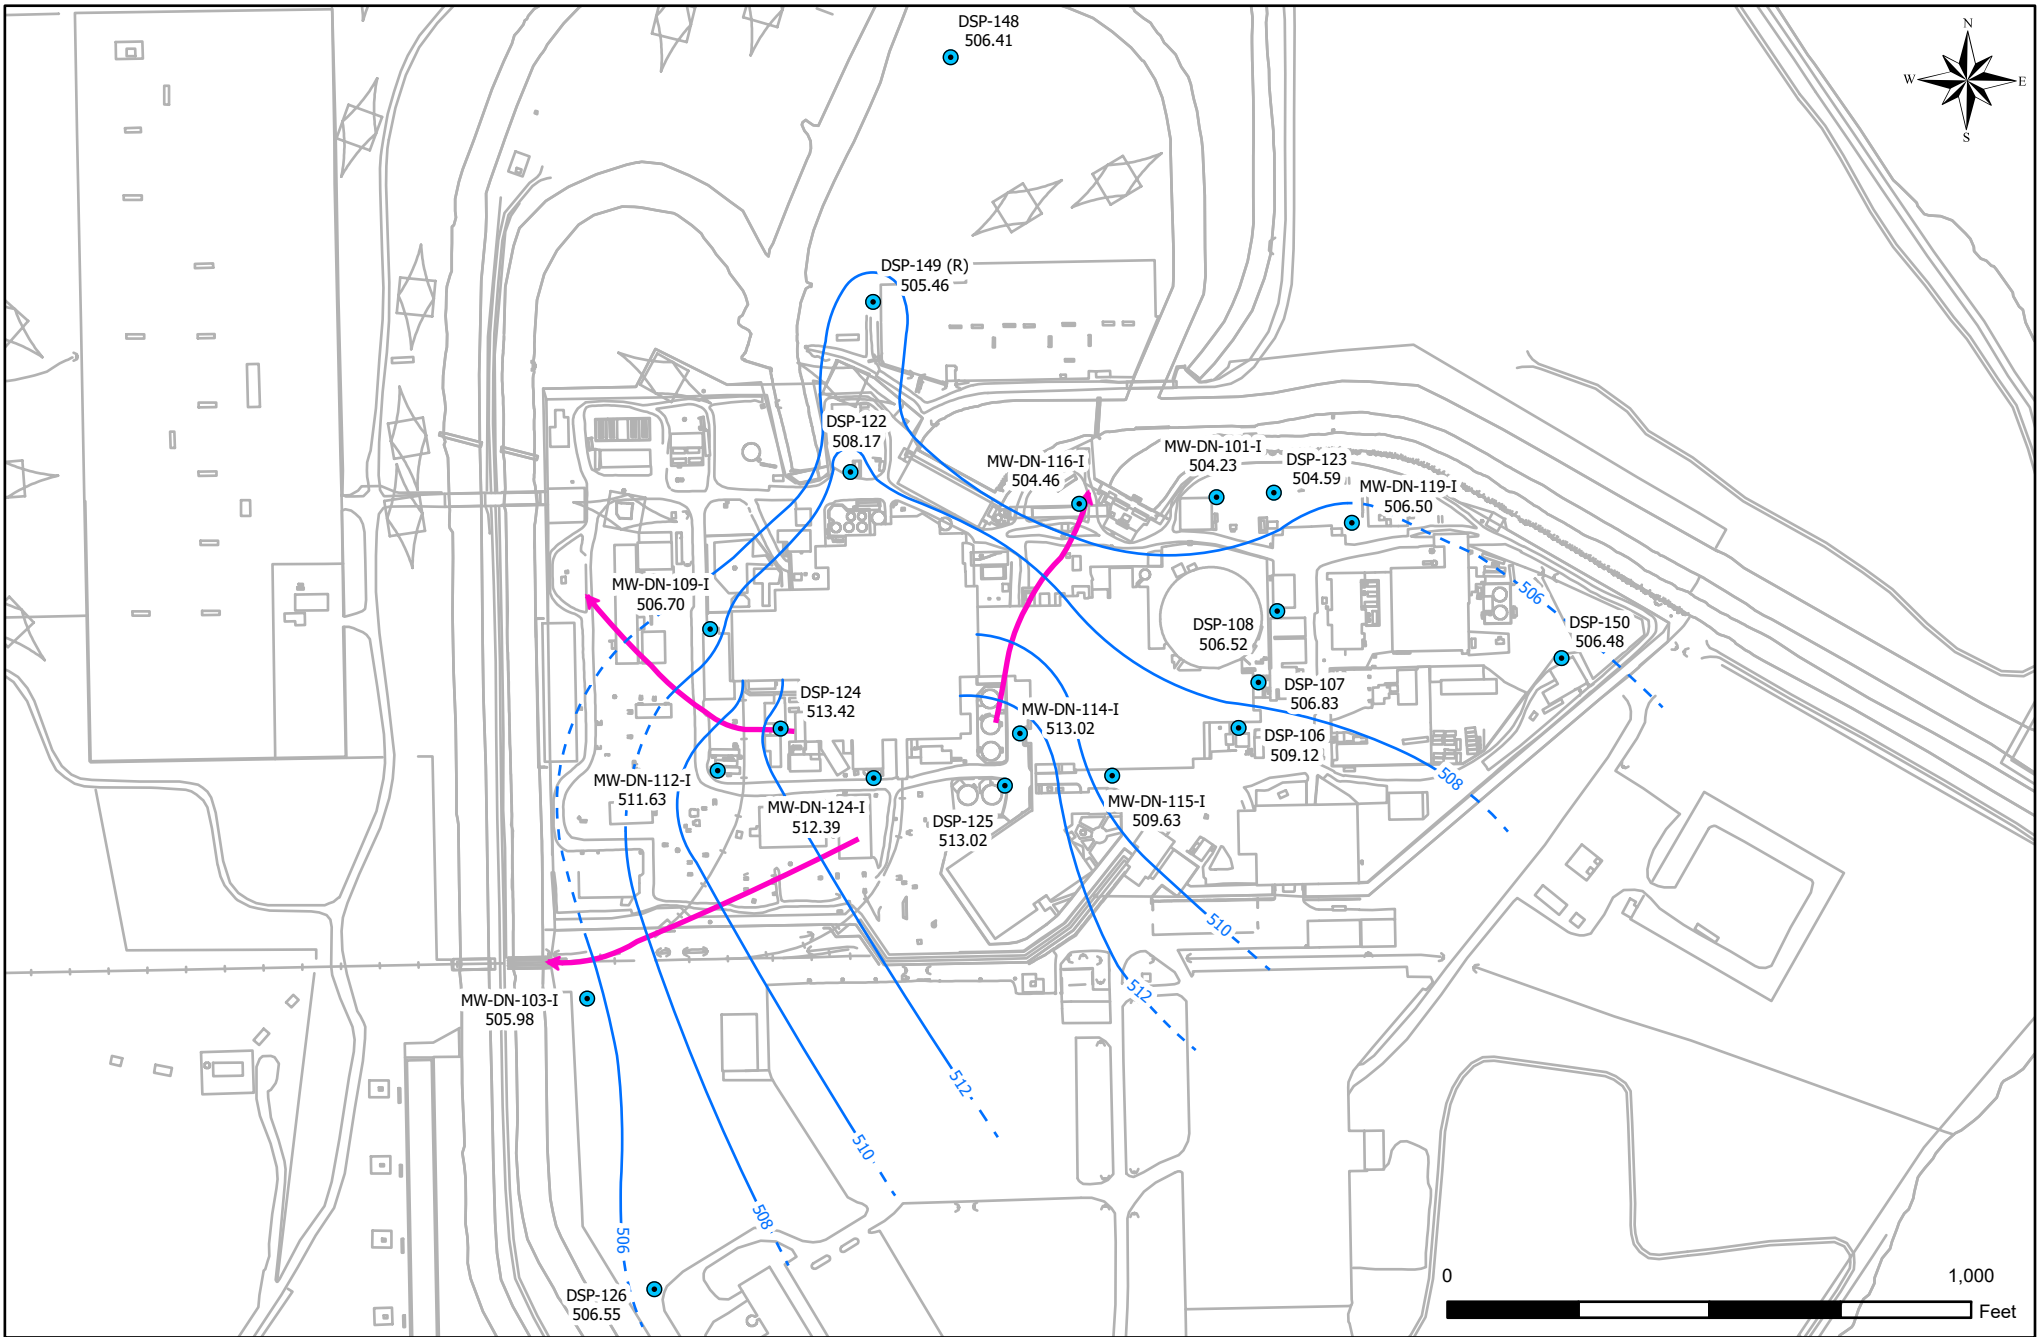 DSP-148
506.41
N
W
E
S
DSP-149 (R)
505.46
DSP-122
508.17
MW-DN-116-I
504.46
MW-DN-101-I
504.23
DSP-123
504.59
MW-DN-119-I
506.50
MW-DN-109-I
506.70
506
DSP-108
506.52
DSP-150
506.48
DSP-124
513.42
MW-DN-114-I
513.02
DSP-107
506.83
DSP-106
509.12
508
MW-DN-112-I
511.63
MW-DN-124-I
512.39
DSP-125
513.02
MW-DN-115-I
509.63
510
512
MW-DN-103-I
505.98
512
510
508
506
DSP-126
506.55
0
1,000
Feet